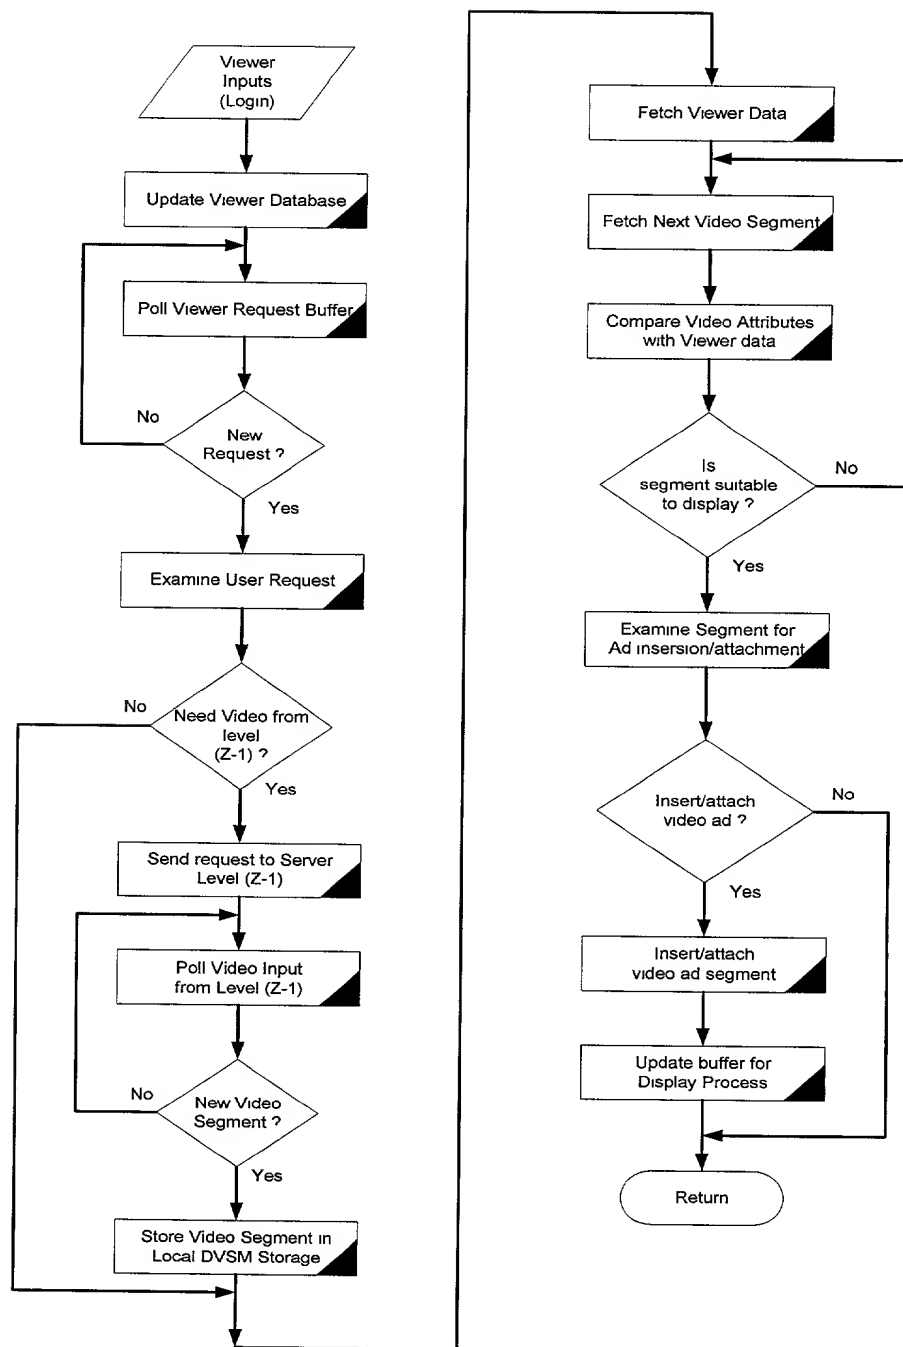 Viewer
Inputs
(Login)
Update Viewer Database
Poll Viewer Request Buffer
No
New
Request ?
Yes
Examine User Request
No
Need Video from
level
(Z-1) ?
Yes
Send request to Server
Level (Z-1)
Poll Video Input
from Level (Z-1)
No
New Video
Segment ?
Yes
Store Video Segment in
Local DVSM Storage
Fetch Viewer Data
Fetch Next Video Segment
Compare Video Attributes
with Viewer data
Is
segment suitable
to display ?
No
Yes
Examine Segment for
Ad insersion/attachment
Insert/attach
video ad ?
No
Yes
Insert/attach
video ad segment
Update buffer for
Display Process
Return